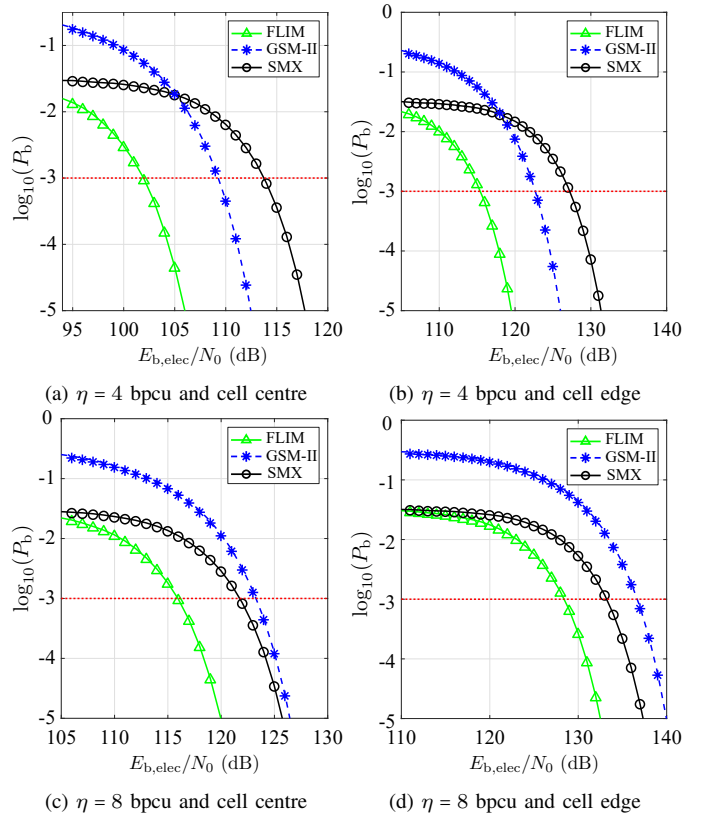 0
-1
-2
-3
-4
-5
log10(Pb)
FLIM
GSM-II
SMX
95 100 105 110 115 120
Eb,elec/N0 (dB)
(a) η = 4 bpcu and cell centre
0
-1
-2
-3
-4
-5
log10(Pb)
FLIM
GSM-II
SMX
110 120 130 140
Eb,elec/N0 (dB)
(b) η = 4 bpcu and cell edge
0
-1
-2
-3
-4
-5
log10(Pb)
FLIM
GSM-II
SMX
105 110 115 120 125 130
Eb,elec/N0 (dB)
(c) η = 8 bpcu and cell centre
0
-1
-2
-3
-4
-5
log10(Pb)
FLIM
GSM-II
SMX
110 120 130 140
Eb,elec/N0 (dB)
(d) η = 8 bpcu and cell edge